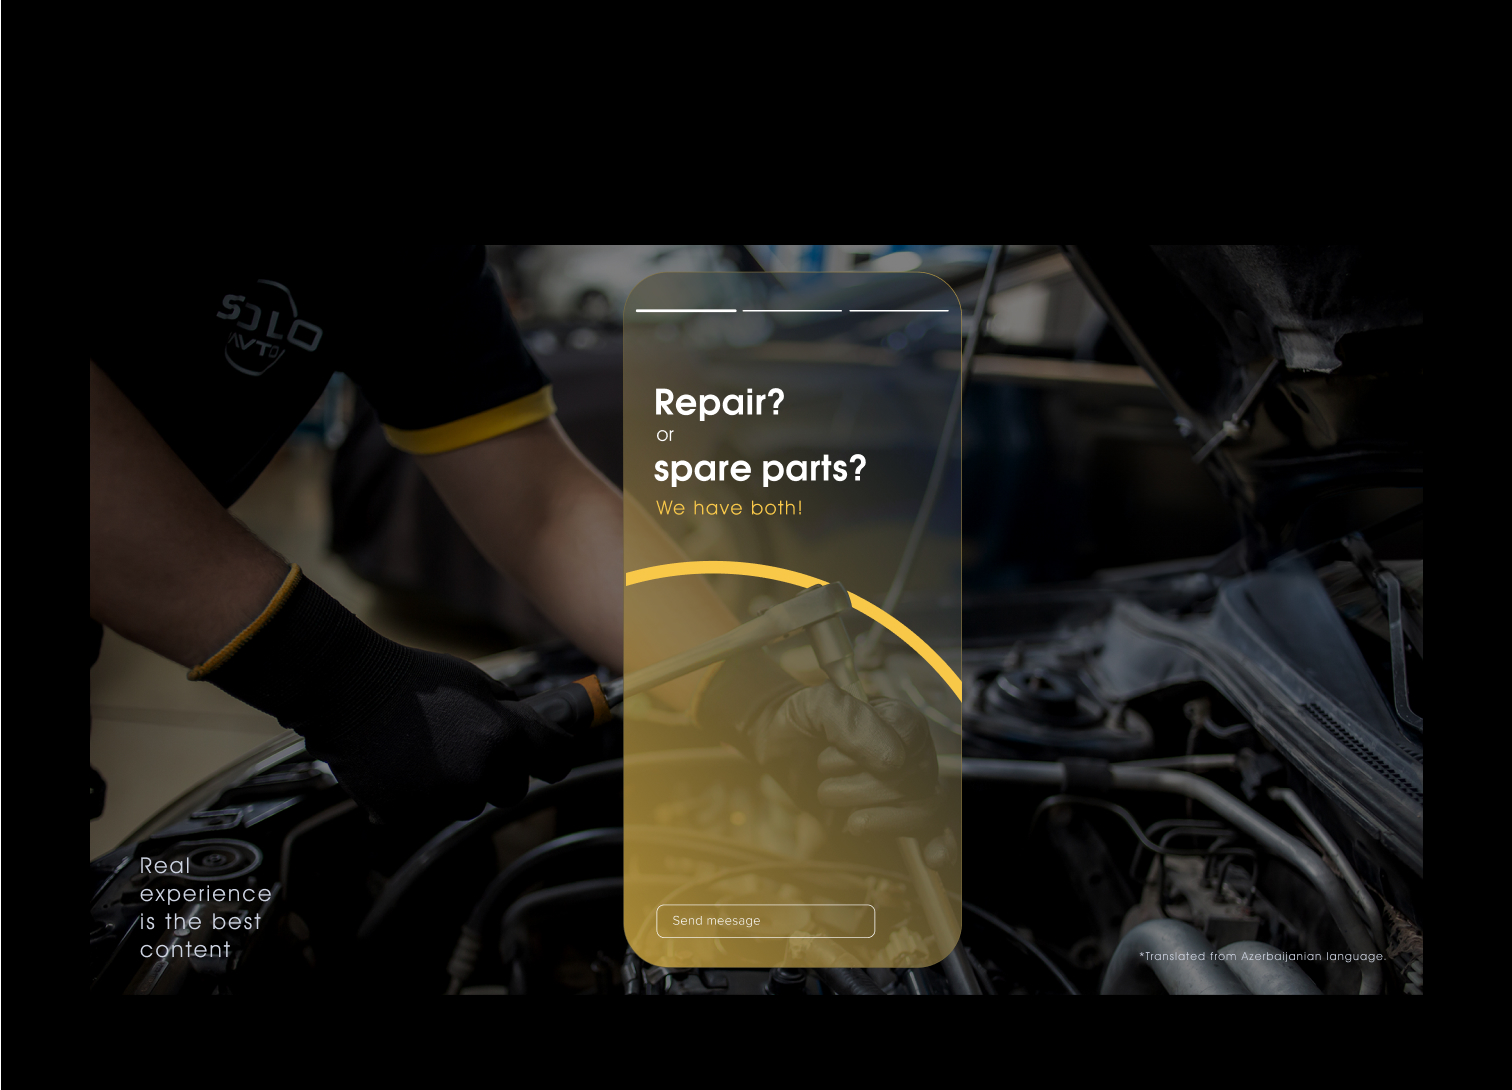 SOLO
AVTO
Repair?
or
spare parts?
We have both!
Send meesage
Real
experience
is the best
content
*Translated from Azerbaijanian language.